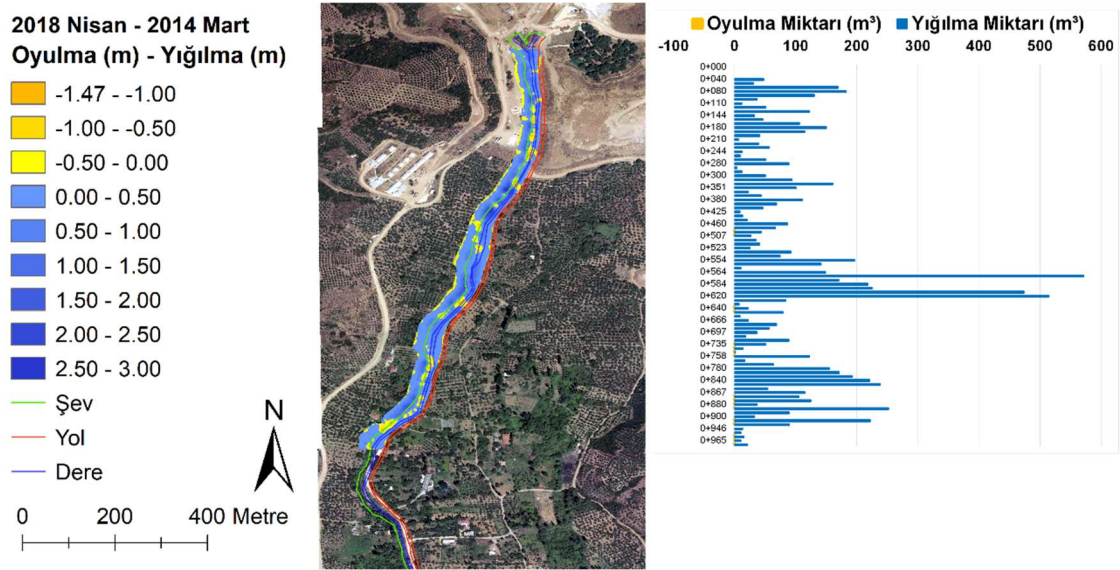 2018 Nisan - 2014 Mart
Oyulma (m) - Yığılma (m)
-1.47 - -1.00
-1.00 - -0.50
-0.50 - 0.00
0.00 - 0.50
0.50 - 1.00
1.00 - 1.50
1.50 - 2.00
2.00 - 2.50
2.50 - 3.00
Şev
Yol
Dere
N
0 200 400 Metre
Oyulma Miktarı (m³) Yığılma Miktarı (m³)
-100 0 100 200 300 400 500 600
0+000
0+040
0+080
0+110
0+144
0+180
0+210
0+244
0+280
0+300
0+351
0+380
0+425
0+460
0+507
0+523
0+554
0+564
0+584
0+620
0+640
0+666
0+697
0+735
0+758
0+780
0+840
0+867
0+880
0+900
0+946
0+965